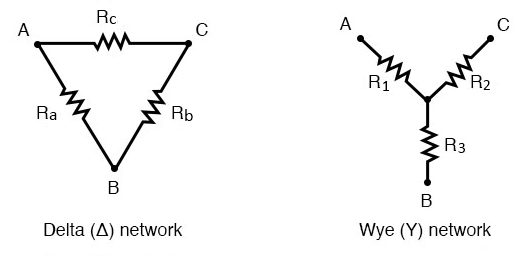 Rc
A
C
Ra
Rb
B
Delta (Δ) network
A
C
R1
R2
R3
B
Wye (Y) network